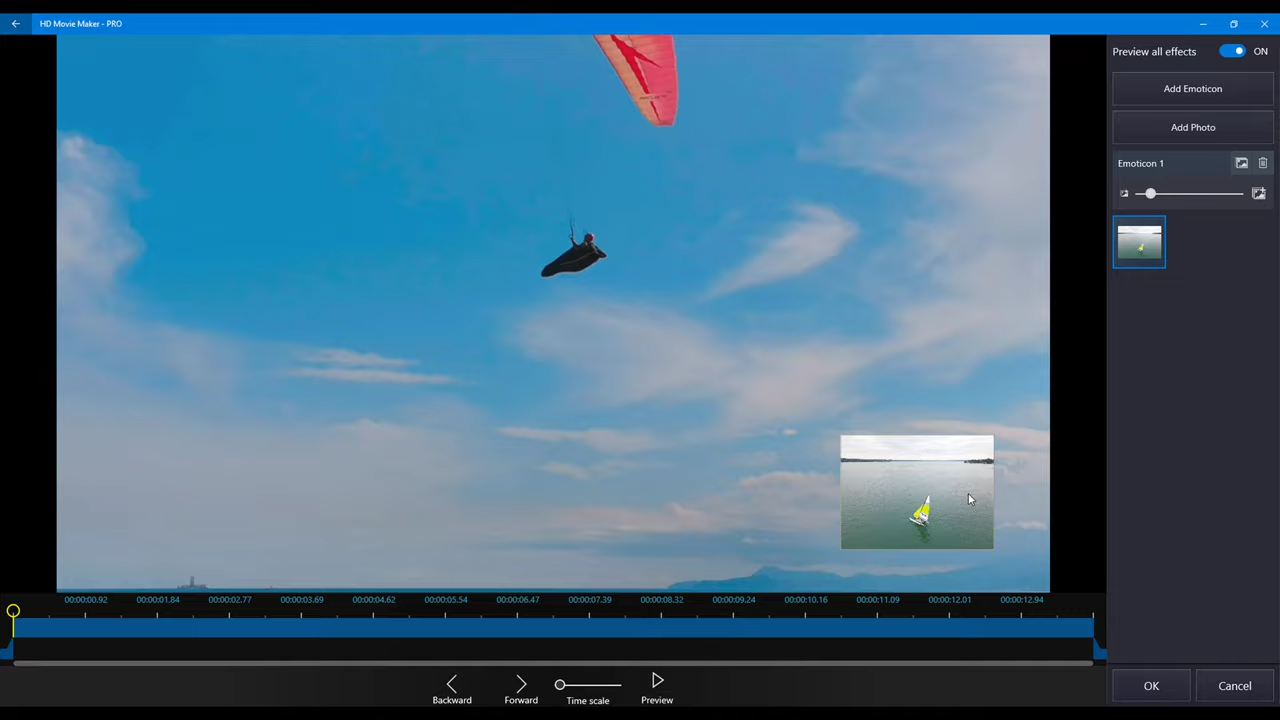 HD Movie Maker - PRO
Preview all effects ON
Add Emoticon
Add Photo
Emoticon 1
00:00:00.92 00:00:01.84 00:00:02.77 00:00:03.69 00:00:04.62 00:00:05.54 00:00:06.47 00:00:07.39 00:00:08.32 00:00:09.24 00:00:10.16 00:00:11.09 00:00:12.01 00:00:12.94
Backward Forward Time scale Preview
OK Cancel